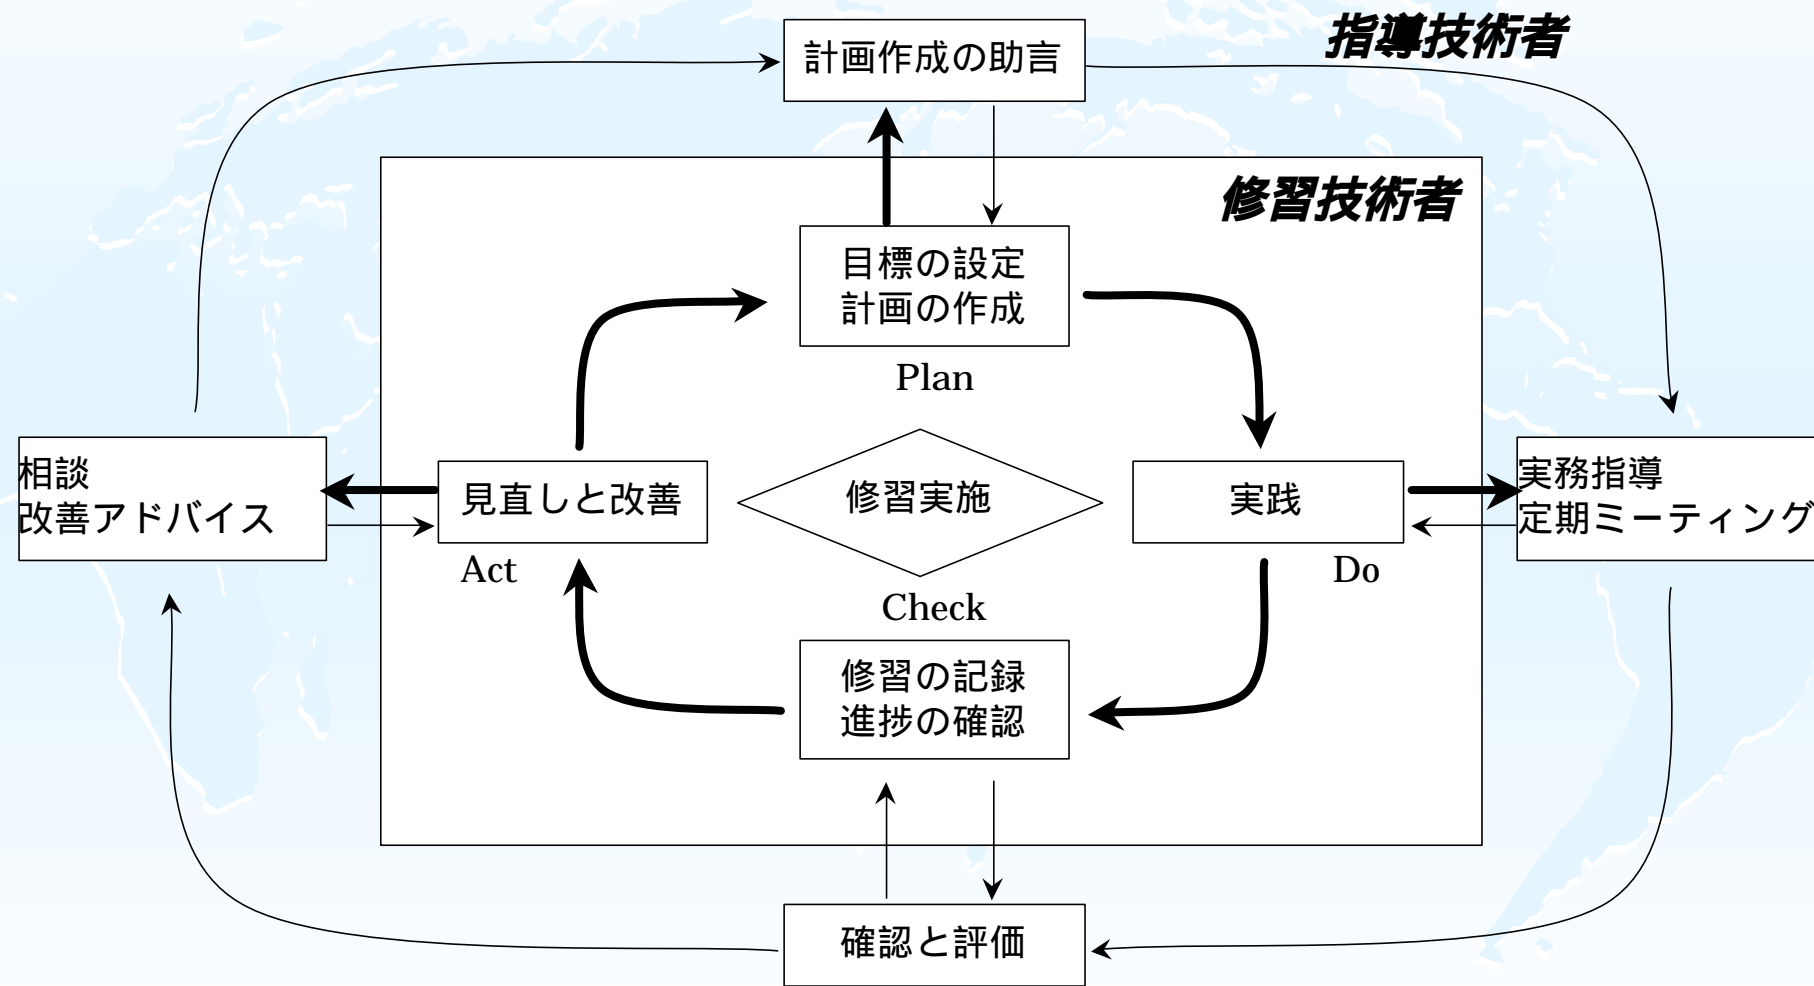 指導技術者
計画作成の助言
修習技術者
目標の設定
計画の作成
Plan
相談
改善アドバイス
見直しと改善
Act
修習実施
実践
Do
実務指導
定期ミーティング
Check
修習の記録
進捗の確認
確認と評価